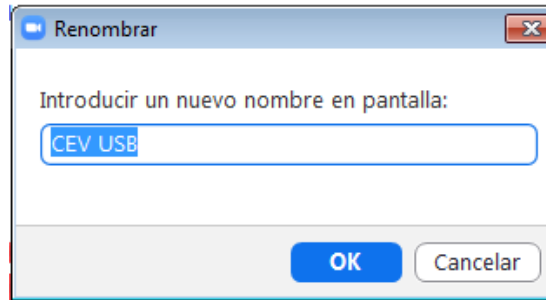 Renombrar
Introducir un nuevo nombre en pantalla:
CEV USB
OK
Cancelar